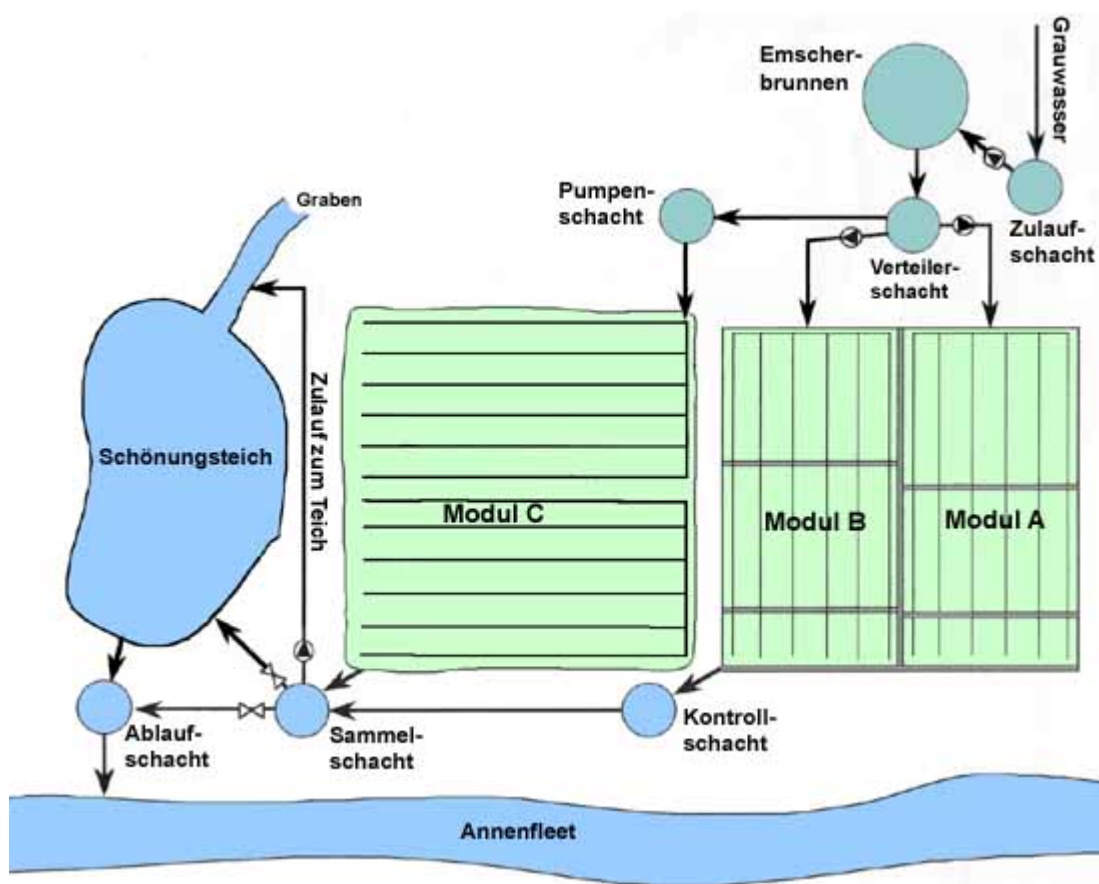 Emscher-
brunnen
Grauwasser
Pumpen-
schacht
Zulauf-
schacht
Verteiler-
schacht
Graben
Zulauf zum Teich
Schönungsteich
Modul C
Modul B
Modul A
Ablauf-
schacht
Sammel-
schacht
Kontroll-
schacht
Annenfleet